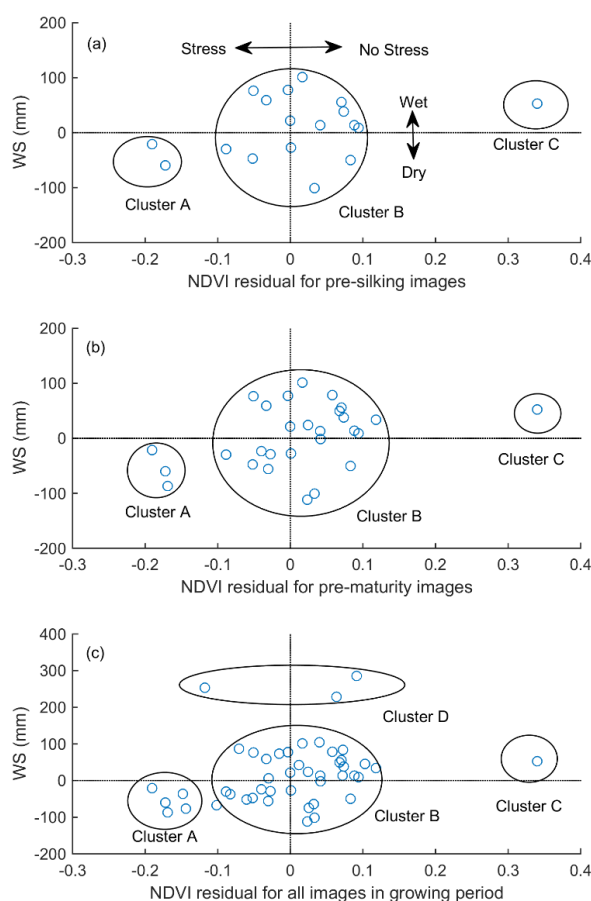 (a)
Stress
No Stress
Wet
Dry
Cluster A
Cluster B
Cluster C
WS (mm)
200
100
0
-100
-200
-0.3 -0.2 -0.1 0 0.1 0.2 0.3 0.4
NDVI residual for pre-silking images
(b)
Cluster A
Cluster B
Cluster C
WS (mm)
200
100
0
-100
-200
-0.3 -0.2 -0.1 0 0.1 0.2 0.3 0.4
NDVI residual for pre-maturity images
(c)
Cluster D
Cluster A
Cluster B
Cluster C
WS (mm)
400
300
200
100
0
-100
-200
-0.3 -0.2 -0.1 0 0.1 0.2 0.3 0.4
NDVI residual for all images in growing period